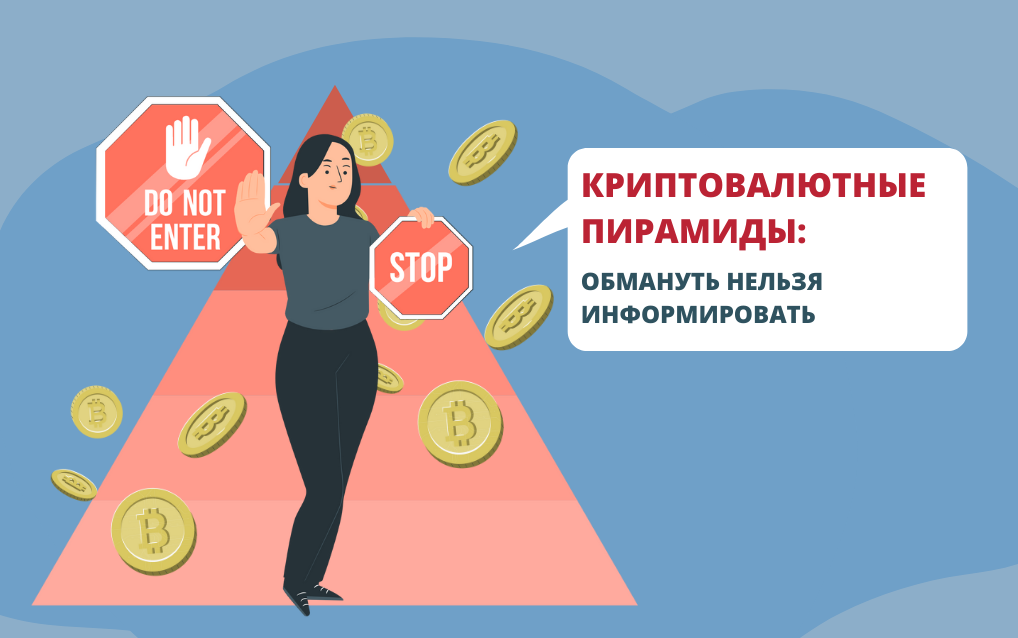 DO NOT
ENTER
STOP
КРИПТОВАЛЮТНЫЕ
ПИРАМИДЫ:
ОБМАНУТЬ НЕЛЬЗЯ
ИНФОРМИРОВАТЬ